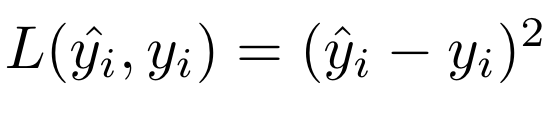 L(ŷᵢ, yᵢ) = (ŷᵢ − yᵢ)²